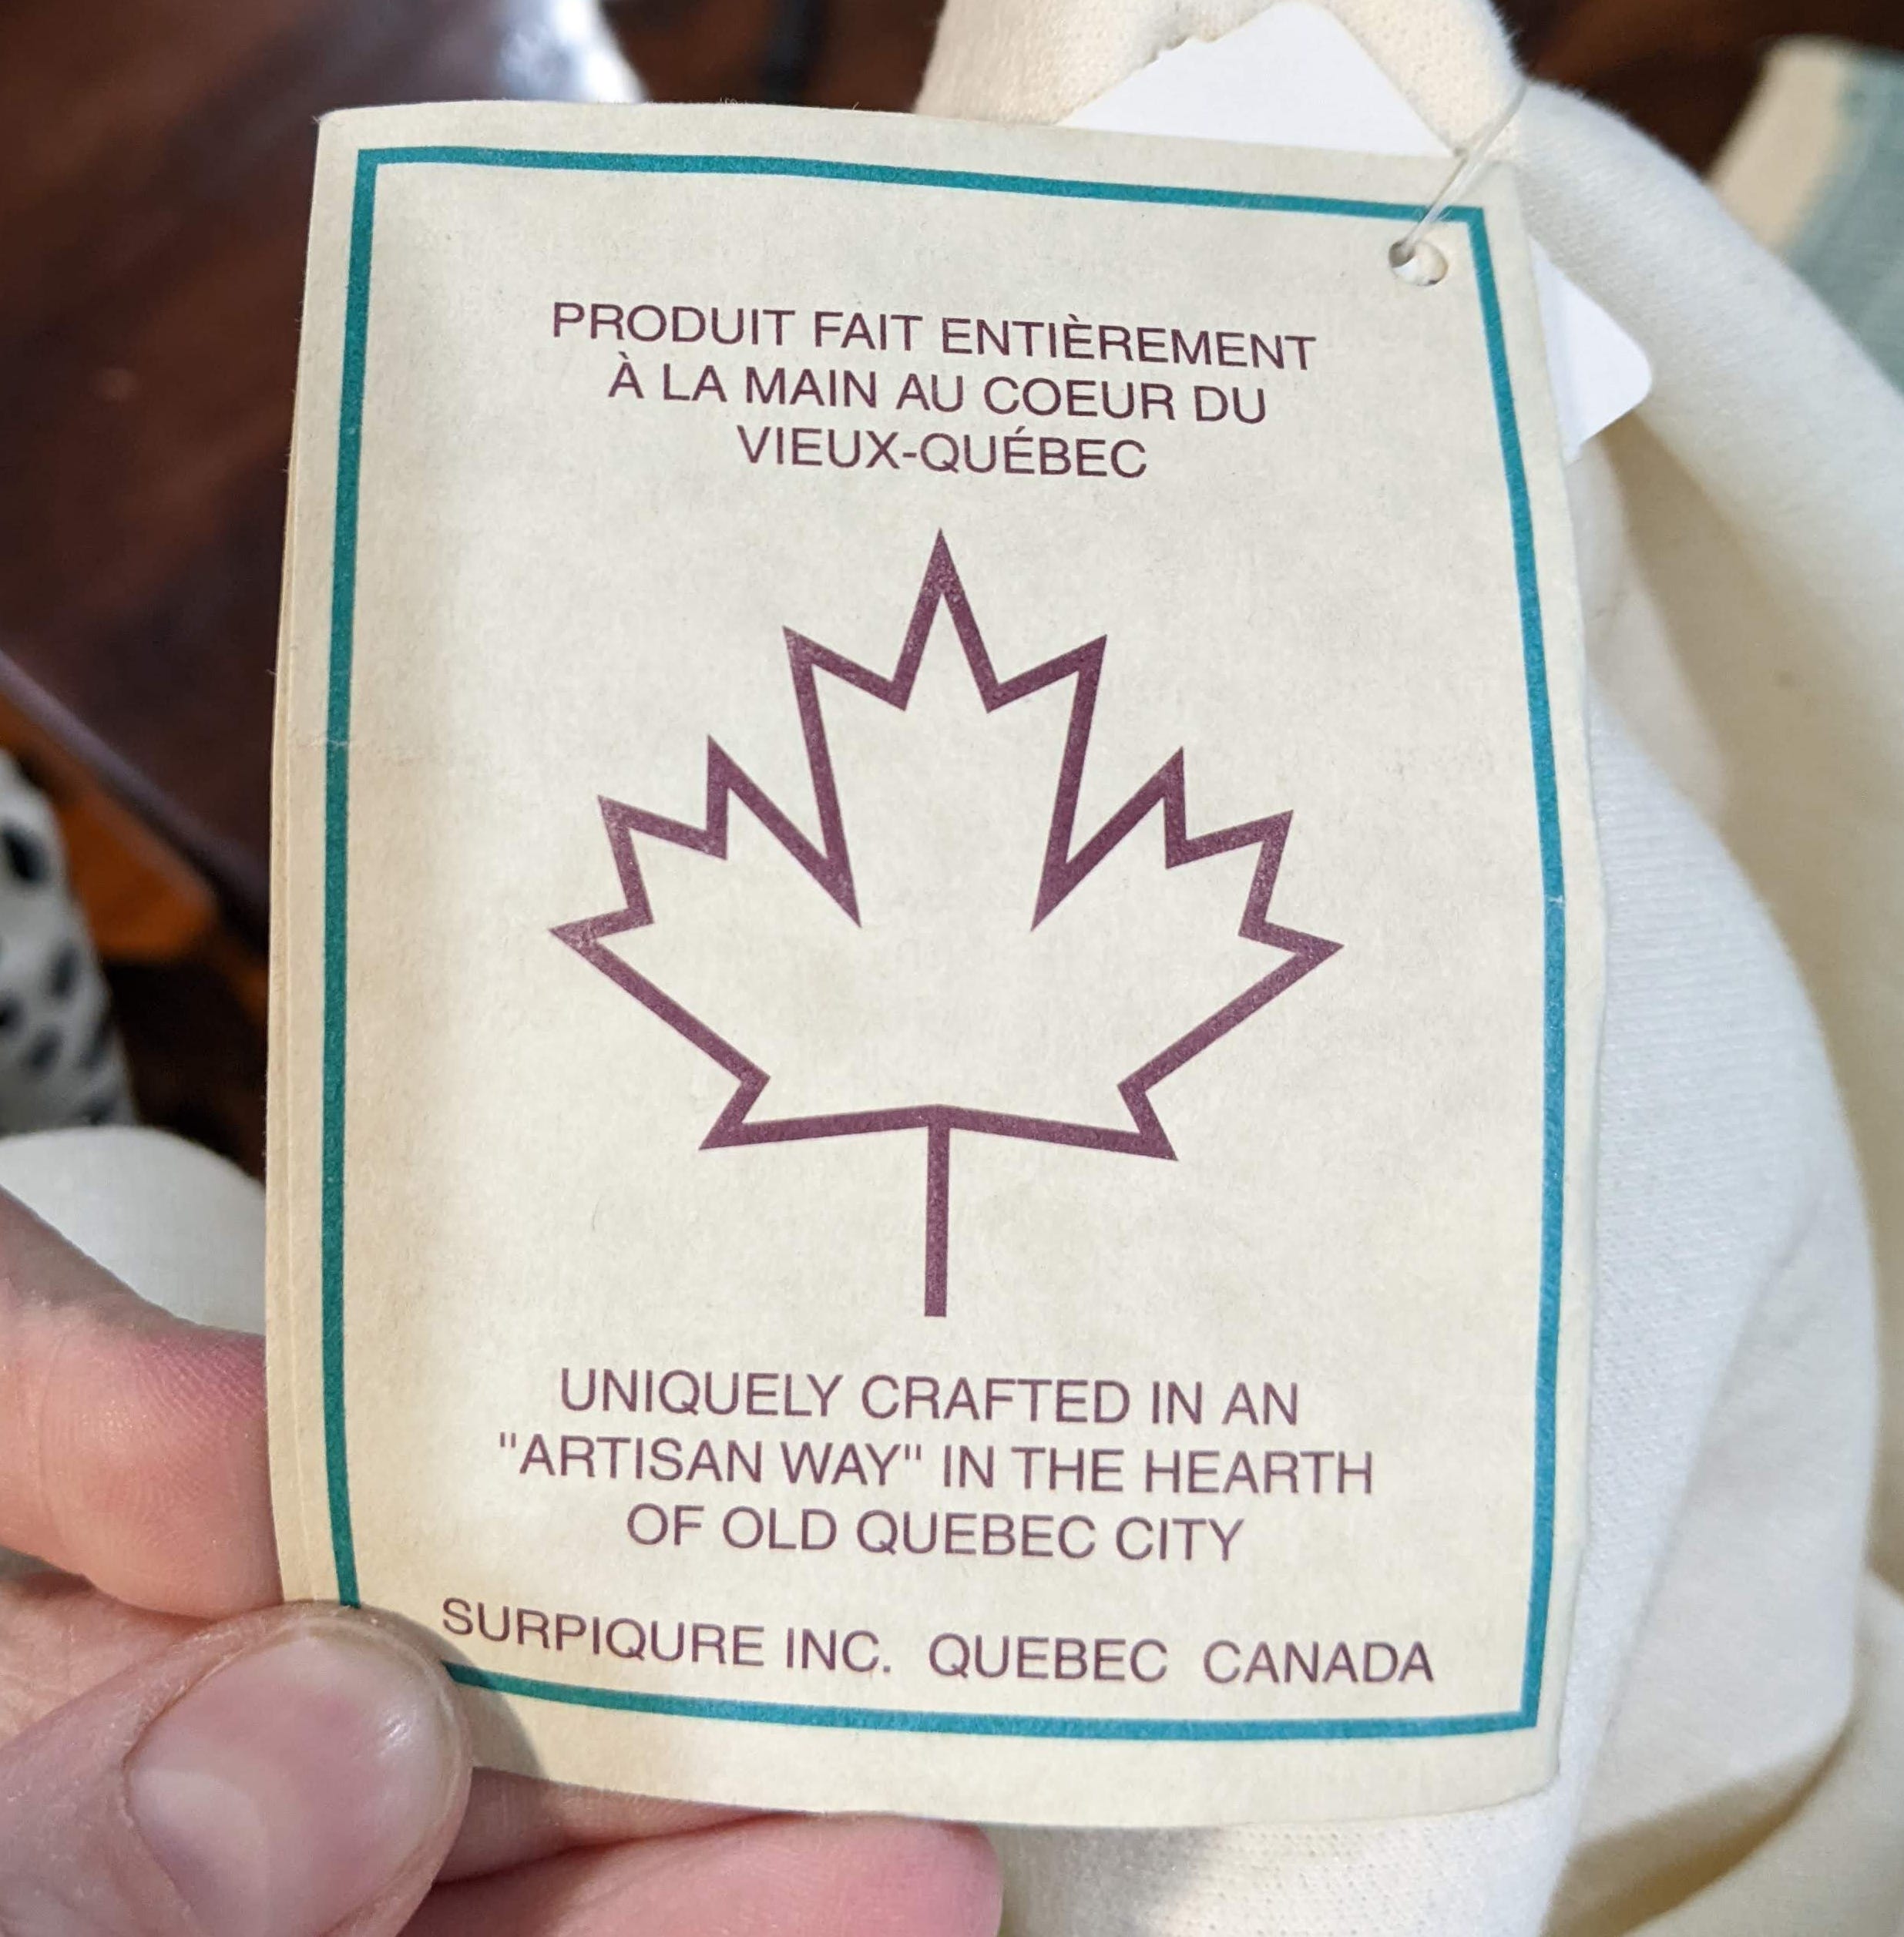 PRODUIT FAIT ENTIÈREMENT
À LA MAIN AU COEUR DU
VIEUX-QUÉBEC
UNIQUELY CRAFTED IN AN
"ARTISAN WAY" IN THE HEARTH
OF OLD QUEBEC CITY
SURPIQURE INC. QUEBEC CANADA